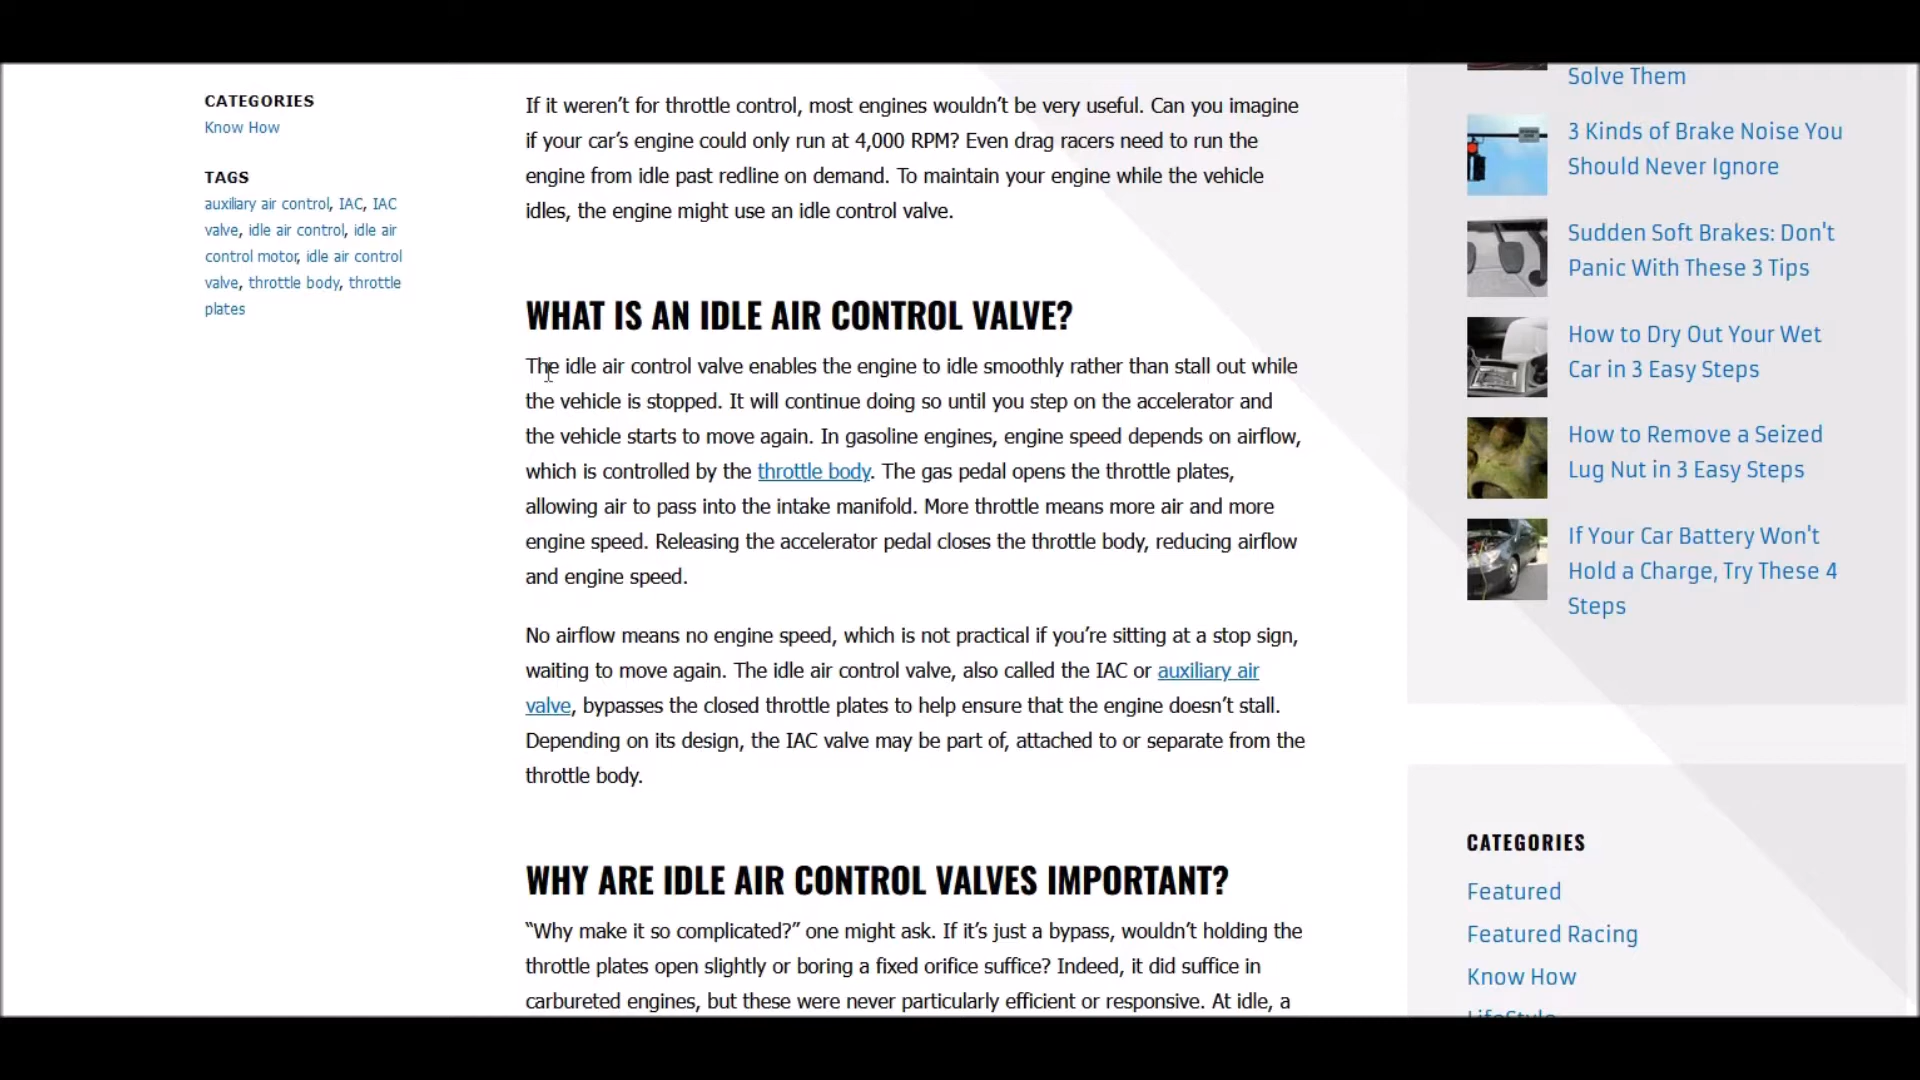 CATEGORIES
Know How
TAGS
auxiliary air control, IAC, IAC
valve, idle air control, idle air
control motor, idle air control
valve, throttle body, throttle
plates
If it weren’t for throttle control, most engines wouldn’t be very useful. Can you imagine
if your car’s engine could only run at 4,000 RPM? Even drag racers need to run the
engine from idle past redline on demand. To maintain your engine while the vehicle
idles, the engine might use an idle control valve.
WHAT IS AN IDLE AIR CONTROL VALVE?
The idle air control valve enables the engine to idle smoothly rather than stall out while
the vehicle is stopped. It will continue doing so until you step on the accelerator and
the vehicle starts to move again. In gasoline engines, engine speed depends on airflow,
which is controlled by the throttle body. The gas pedal opens the throttle plates,
allowing air to pass into the intake manifold. More throttle means more air and more
engine speed. Releasing the accelerator pedal closes the throttle body, reducing airflow
and engine speed.
No airflow means no engine speed, which is not practical if you’re sitting at a stop sign,
waiting to move again. The idle air control valve, also called the IAC or auxiliary air
valve, bypasses the closed throttle plates to help ensure that the engine doesn’t stall.
Depending on its design, the IAC valve may be part of, attached to or separate from the
throttle body.
WHY ARE IDLE AIR CONTROL VALVES IMPORTANT?
“Why make it so complicated?” one might ask. If it’s just a bypass, wouldn’t holding the
throttle plates open slightly or boring a fixed orifice suffice? Indeed, it did suffice in
carbureted engines, but these were never particularly efficient or responsive. At idle, a
Solve Them
3 Kinds of Brake Noise You
Should Never Ignore
Sudden Soft Brakes: Don't
Panic With These 3 Tips
How to Dry Out Your Wet
Car in 3 Easy Steps
How to Remove a Seized
Lug Nut in 3 Easy Steps
If Your Car Battery Won't
Hold a Charge, Try These 4
Steps
CATEGORIES
Featured
Featured Racing
Know How
LifeStyle